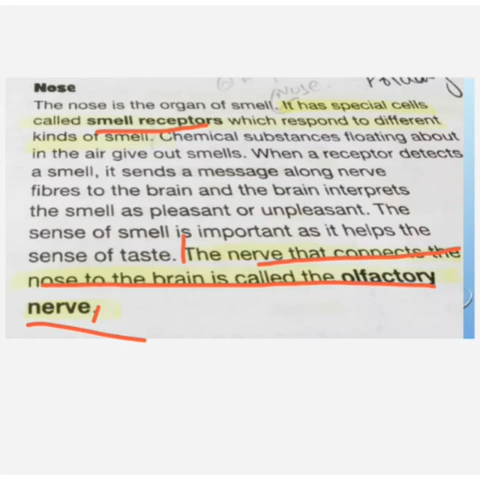 Nose
Nose.
The nose is the organ of smell. It has special cells
called smell receptors which respond to different
kinds of smell. Chemical substances floating about
in the air give out smells. When a receptor detects
a smell, it sends a message along nerve
fibres to the brain and the brain interprets
the smell as pleasant or unpleasant. The
sense of smell is important as it helps the
sense of taste. The nerve that connects the
nose to the brain is called the olfactory
nerve.